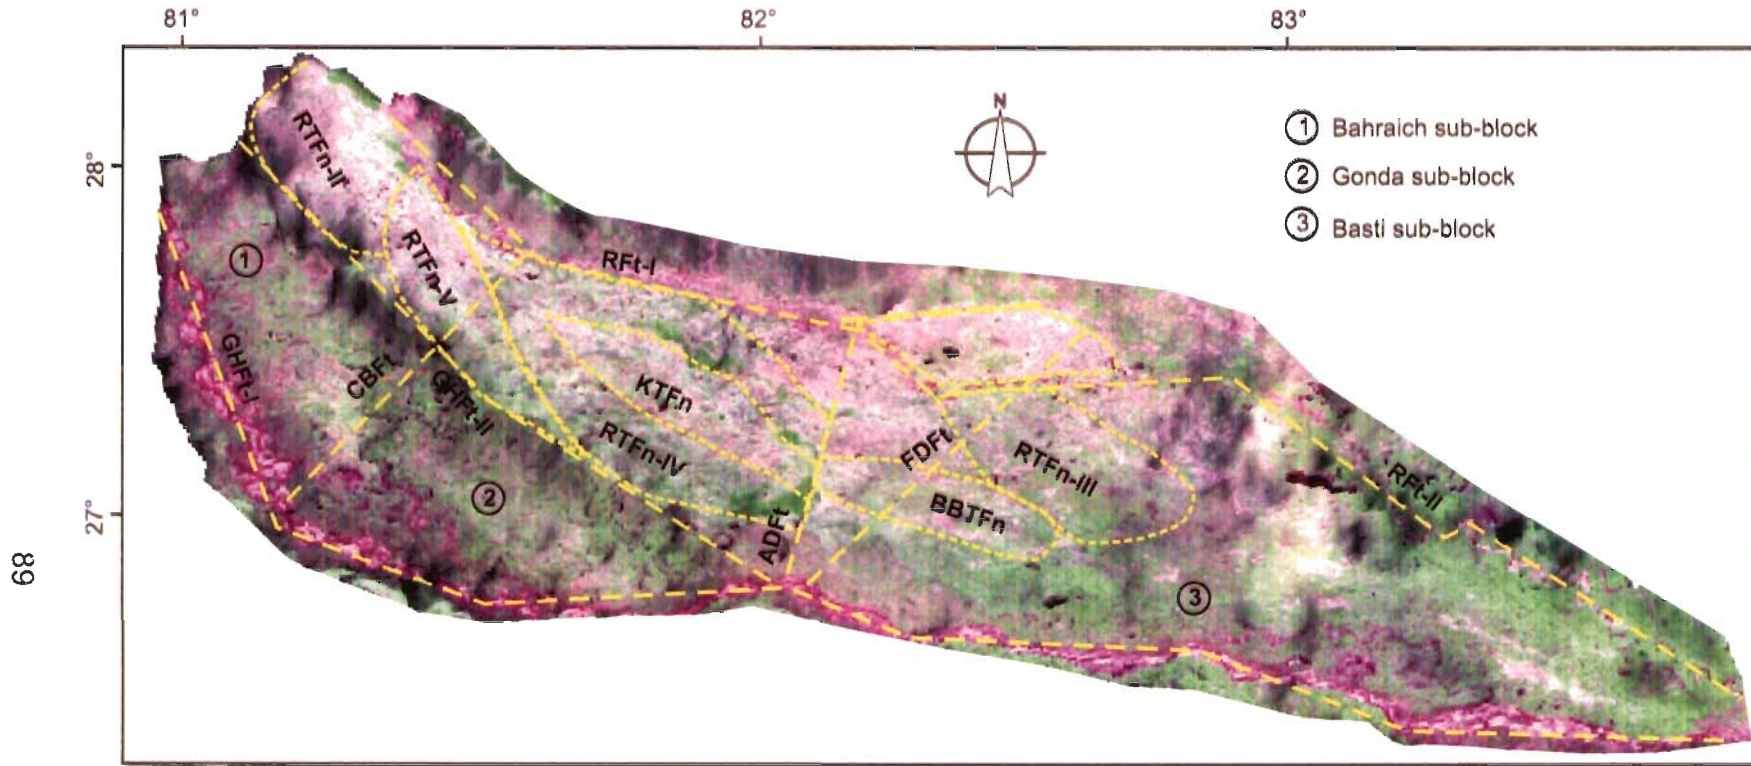 81° 82° 83°
N
28°
27°
① Bahraich sub-block
② Gonda sub-block
③ Basti sub-block
RTFn-II
RTFn-V
RFt-I
1
GHFt-I
CBFt
GHFt-II
KTFn
RTFn-IV
2
ADFt
FDFt
RTFn-III
BBJFn
RFt-II
3
89